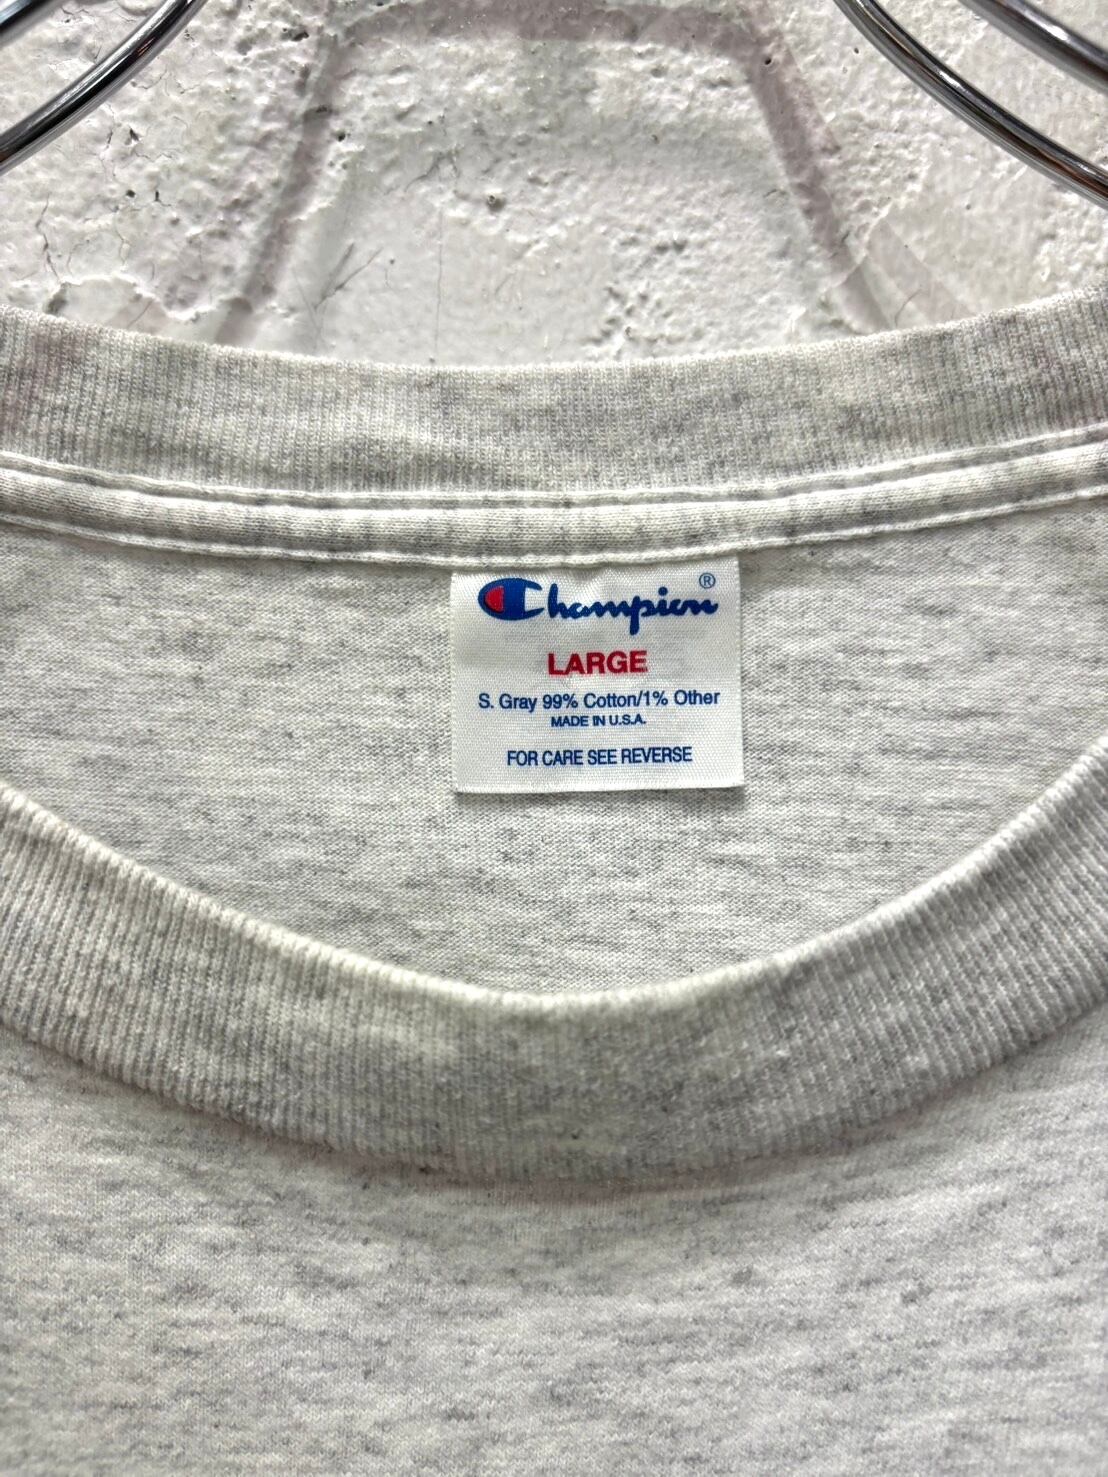 Champion®
LARGE
S. Gray 99% Cotton/1% Other
MADE IN U.S.A.
FOR CARE SEE REVERSE